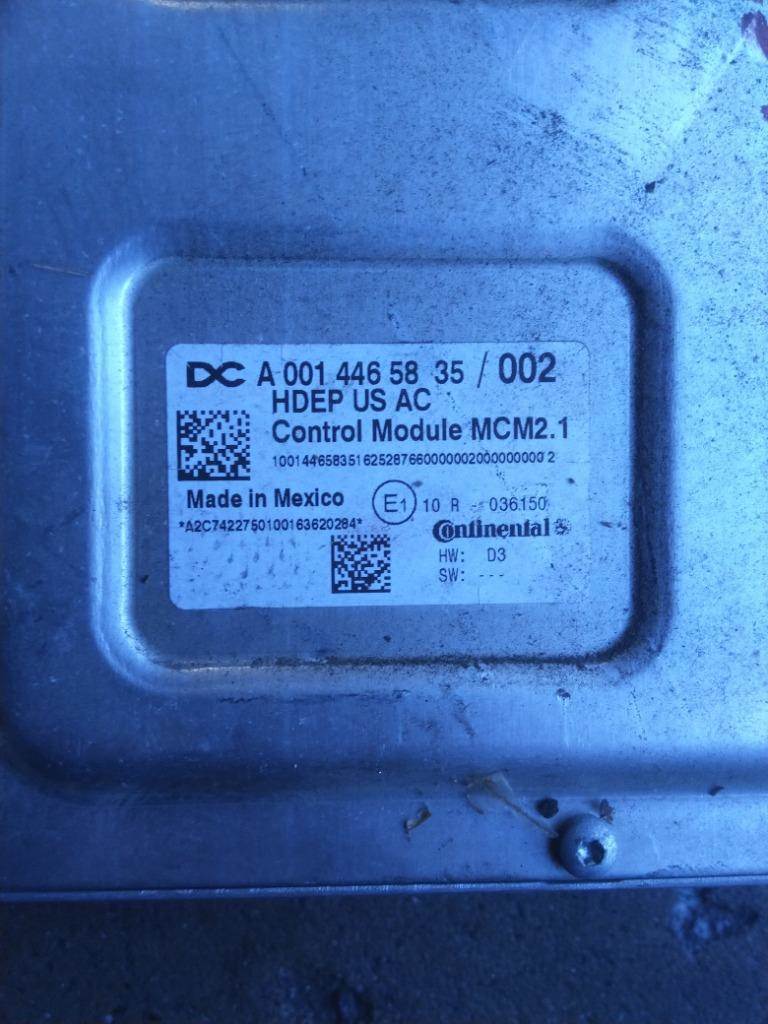 DC A 001 446 58 35 / 002
HDEP US AC
Control Module MCM2.1
10014465835162528766000000200000000002
Made in Mexico E1 10 R - 036150
*A2C7422750100163620284*
Continental
HW: D3
SW: ---